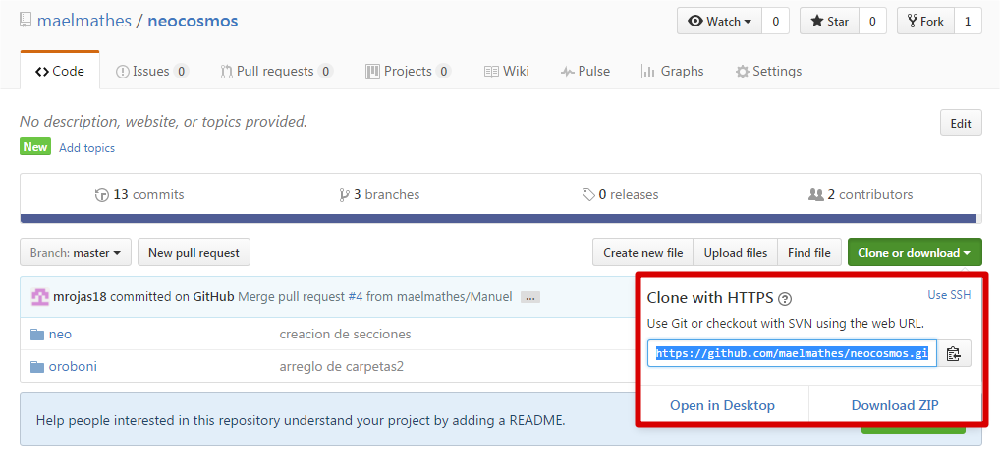 maelmathes / neocosmos
Watch 0 Star 0 Fork 1
Code Issues 0 Pull requests 0 Projects 0 Wiki Pulse Graphs Settings
No description, website, or topics provided.
Edit
New Add topics
13 commits 3 branches 0 releases 2 contributors
Branch: master New pull request Create new file Upload files Find file Clone or download
mrojas18 committed on GitHub Merge pull request #4 from maelmathes/Manuel ...
neo creacion de secciones
oroboni arreglo de carpetas2
Clone with HTTPS ?
Use SSH
Use Git or checkout with SVN using the web URL.
https://github.com/maelmathes/neocosmos.gi
Open in Desktop Download ZIP
Help people interested in this repository understand your project by adding a README.